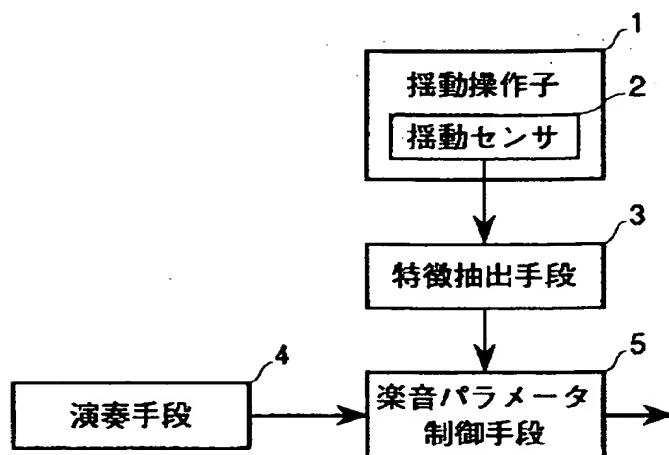 1
揺動操作子
2
揺動センサ
3
特徴抽出手段
4
演奏手段
5
楽音パラメータ
制御手段